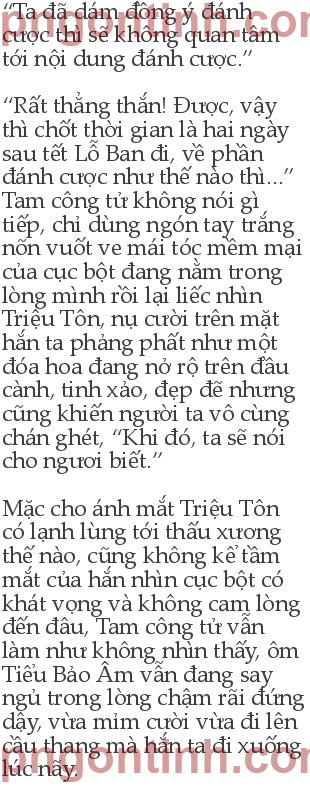 pngontinh.com
“Ta đã dám đồng ý đánh
cược thì sẽ không quan tâm
tới nội dung đánh cược.”
“Rất thẳng thắn! Được, vậy
thì chốt thời gian là hai ngày
sau tết Lỗ Ban đi, về phần
đánh cược như thế nào thì...”
Tam công tử không nói gì
tiếp, chỉ dùng ngón tay trắng
nõn vuốt ve mái tóc mềm mại
của cục bột đang nằm trong
lòng mình rồi lại liếc nhìn
Triệu Tôn, nụ cười trên mặt
hắn ta phảng phất như một
đóa hoa đang nở rộ trên đầu
cành, tinh xảo, đẹp đẽ nhưng
cũng khiến người ta vô cùng
chán ghét, “Khi đó, ta sẽ nói
cho ngươi biết.”
Mặc cho ánh mắt Triệu Tôn
có lạnh lùng tới thấu xương
thế nào, cũng không kể tầm
mắt của hắn nhìn cục bột có
khát vọng và không cam lòng
đến đâu, Tam công tử vẫn
làm như không nhìn thấy, ôm
Tiểu Bảo Âm vẫn đang say
ngủ trong lòng chậm rãi đứng
dậy, vừa mỉm cười vừa đi lên
cầu thang mà hắn ta đi xuống
lúc nãy.
pngontinh.com